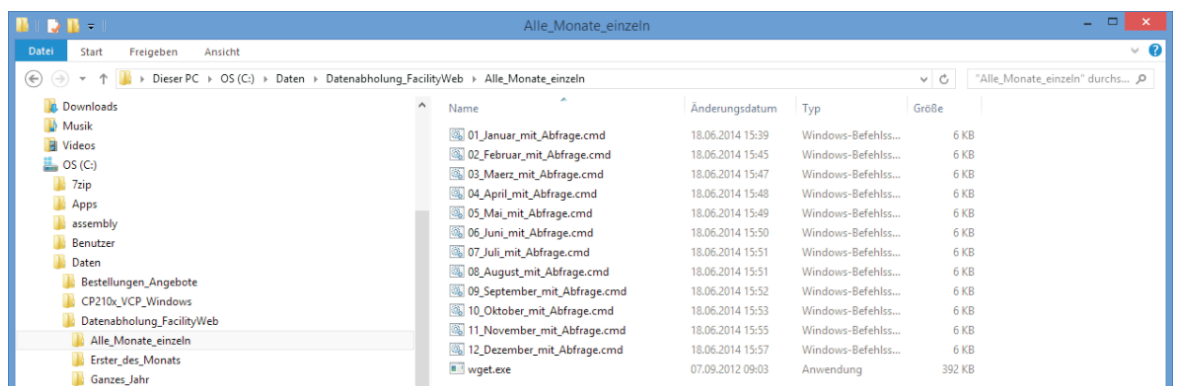 Alle_Monate_einzeln
Datei Start Freigeben Ansicht
Dieser PC OS (C:) Daten Datenabholung_FacilityWeb Alle_Monate_einzeln "Alle_Monate_einzeln" durchs...
Downloads
Musik
Videos
OS (C:)
7zip
Apps
assembly
Benutzer
Daten
Bestellungen_Angebote
CP210x_VCP_Windows
Datenabholung_FacilityWeb
Alle_Monate_einzeln
Erster_des_Monats
Ganzes_Jahr
Name Änderungsdatum Typ Größe
01_Januar_mit_Abfrage.cmd 18.06.2014 15:39 Windows-Befehlss... 6 KB
02_Februar_mit_Abfrage.cmd 18.06.2014 15:45 Windows-Befehlss... 6 KB
03_Maerz_mit_Abfrage.cmd 18.06.2014 15:47 Windows-Befehlss... 6 KB
04_April_mit_Abfrage.cmd 18.06.2014 15:48 Windows-Befehlss... 6 KB
05_Mai_mit_Abfrage.cmd 18.06.2014 15:49 Windows-Befehlss... 6 KB
06_Juni_mit_Abfrage.cmd 18.06.2014 15:50 Windows-Befehlss... 6 KB
07_Juli_mit_Abfrage.cmd 18.06.2014 15:51 Windows-Befehlss... 6 KB
08_August_mit_Abfrage.cmd 18.06.2014 15:51 Windows-Befehlss... 6 KB
09_September_mit_Abfrage.cmd 18.06.2014 15:52 Windows-Befehlss... 6 KB
10_Oktober_mit_Abfrage.cmd 18.06.2014 15:53 Windows-Befehlss... 6 KB
11_November_mit_Abfrage.cmd 18.06.2014 15:55 Windows-Befehlss... 6 KB
12_Dezember_mit_Abfrage.cmd 18.06.2014 15:57 Windows-Befehlss... 6 KB
wget.exe 07.09.2012 09:03 Anwendung 392 KB